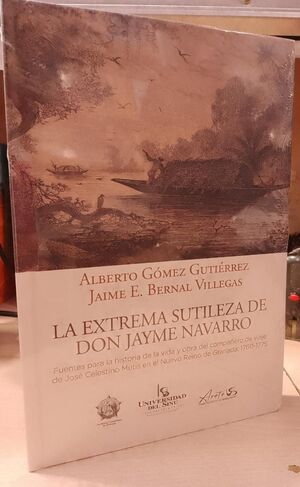 ALBERTO GÓMEZ GUTIÉRREZ
JAIME E. BERNAL VILLEGAS
LA EXTREMA SUTILEZA DE
DON JAYME NAVARRO
Fuentes para la historia de la vida y obra del compañero de viaje
de José Celestino Mutis en el Nuevo Reino de Granada, 1760-1775
UNIVERSIDAD
DEL SINÚ